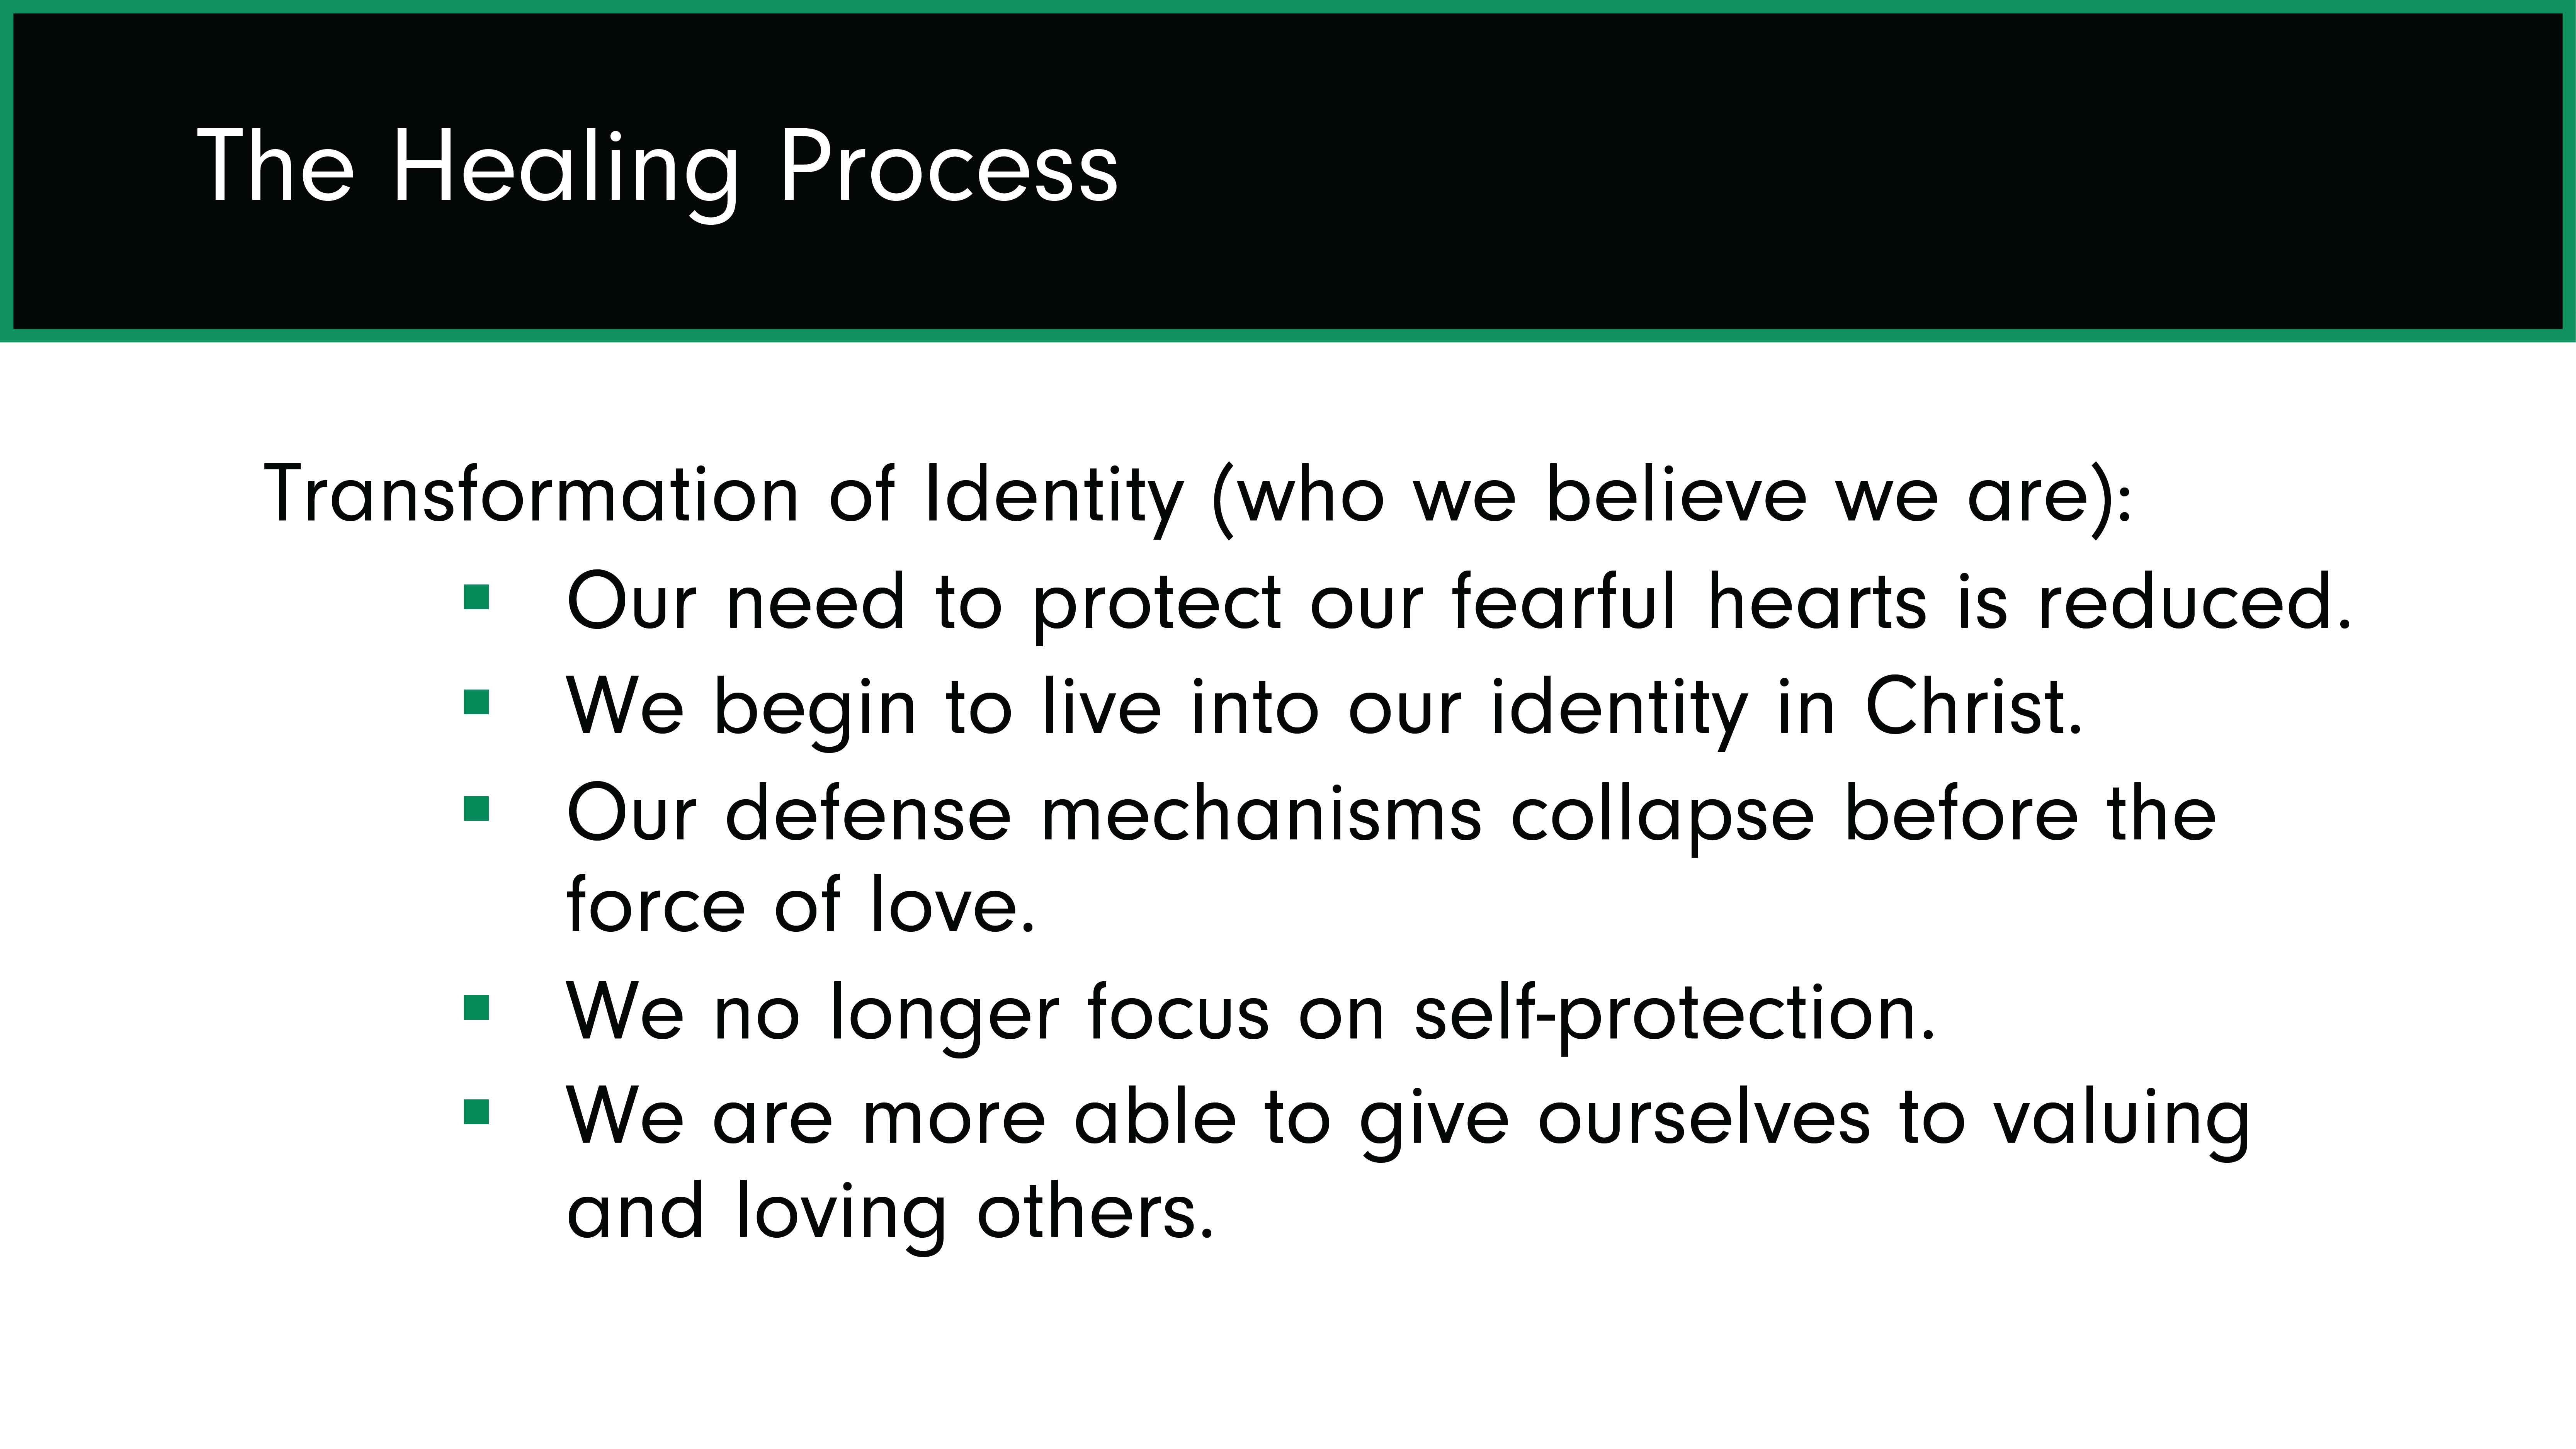 The Healing Process
Transformation of Identity (who we believe we are):
▪ Our need to protect our fearful hearts is reduced.
▪ We begin to live into our identity in Christ.
▪ Our defense mechanisms collapse before the
force of love.
▪ We no longer focus on self-protection.
▪ We are more able to give ourselves to valuing
and loving others.